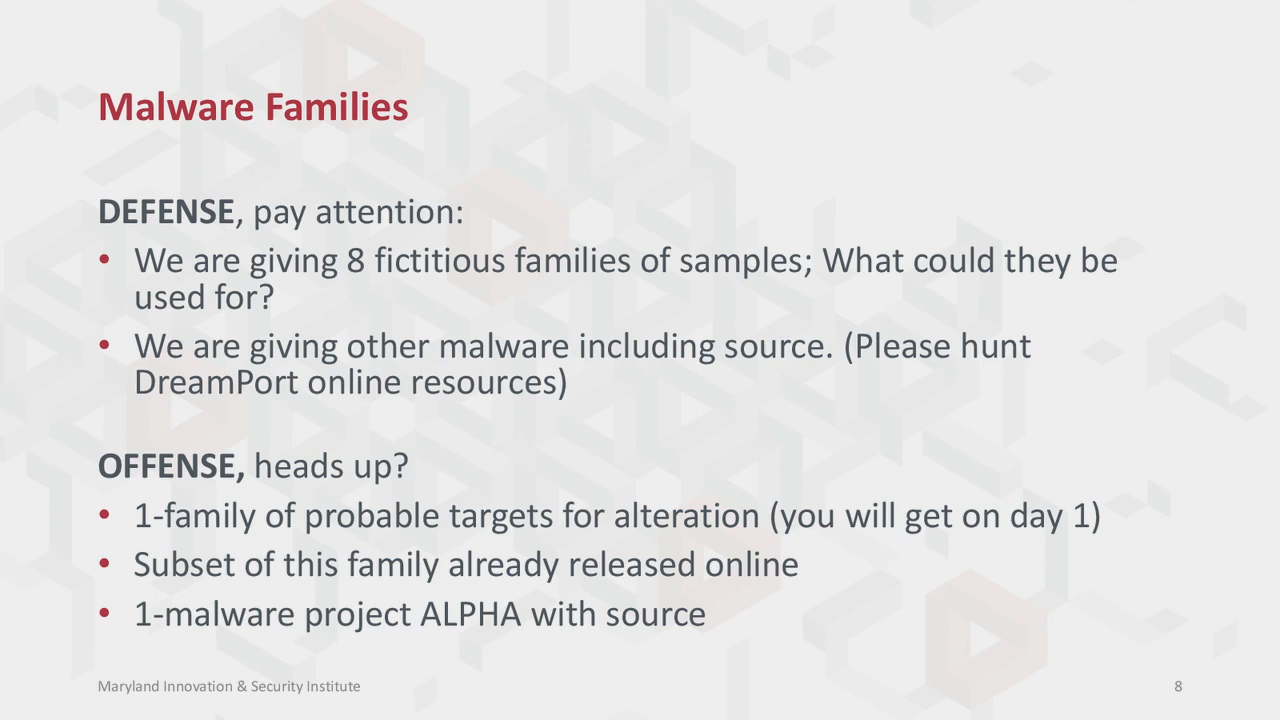 Malware Families
DEFENSE, pay attention:
• We are giving 8 fictitious families of samples; What could they be
used for?
• We are giving other malware including source. (Please hunt
DreamPort online resources)
OFFENSE, heads up?
• 1-family of probable targets for alteration (you will get on day 1)
• Subset of this family already released online
• 1-malware project ALPHA with source
Maryland Innovation & Security Institute
8